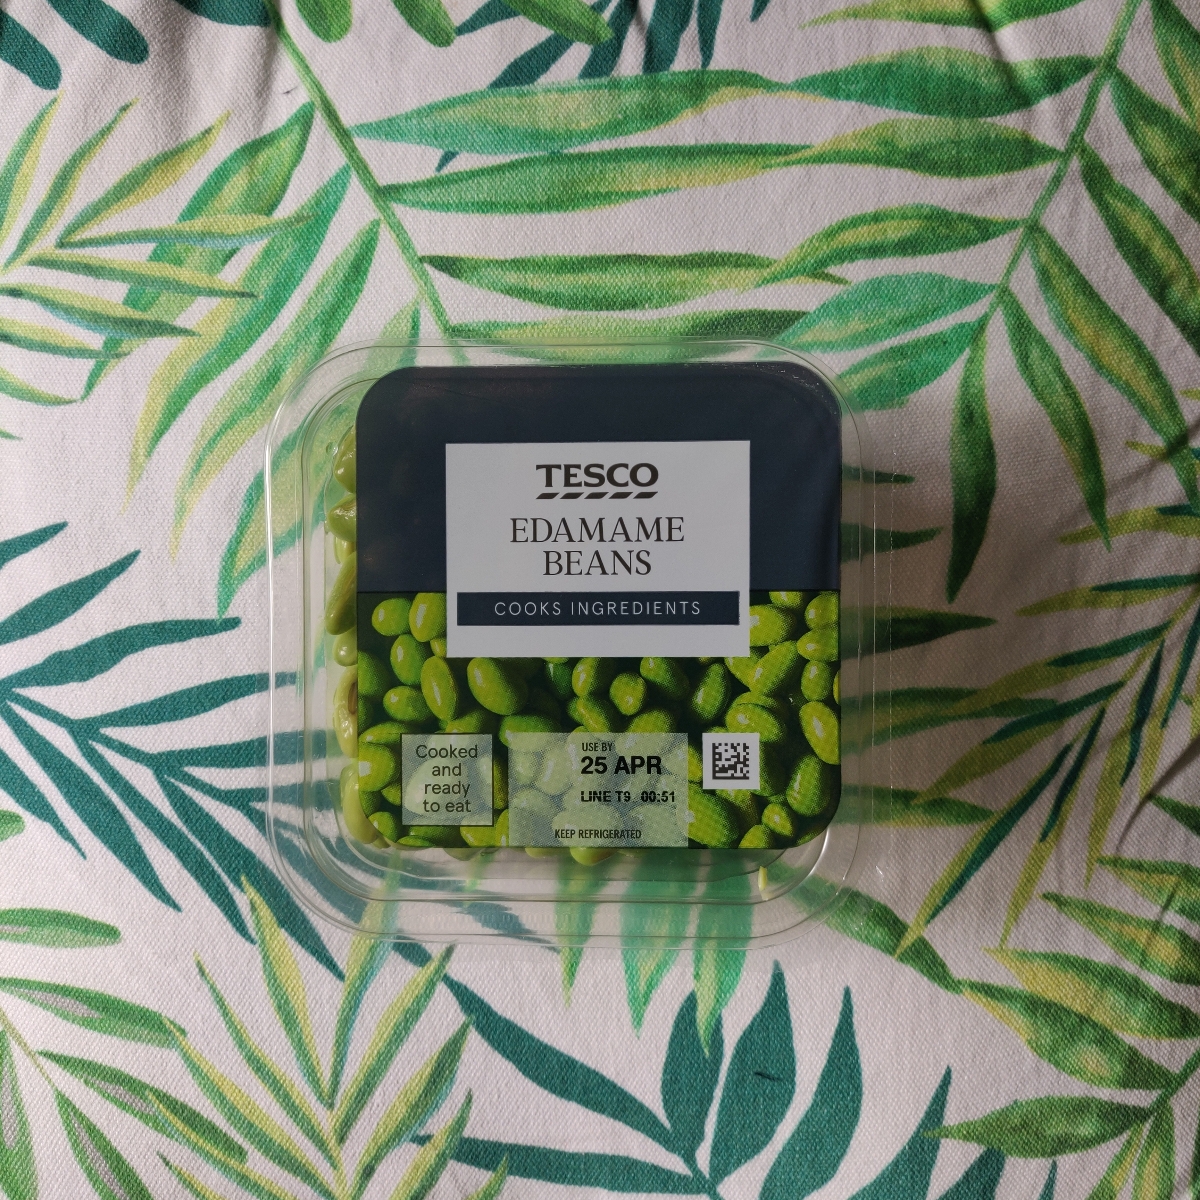 TESCO
EDAMAME
BEANS
COOKS INGREDIENTS
Cooked
and
ready
to eat
USE BY
25 APR
LINE T9 00:51
KEEP REFRIGERATED